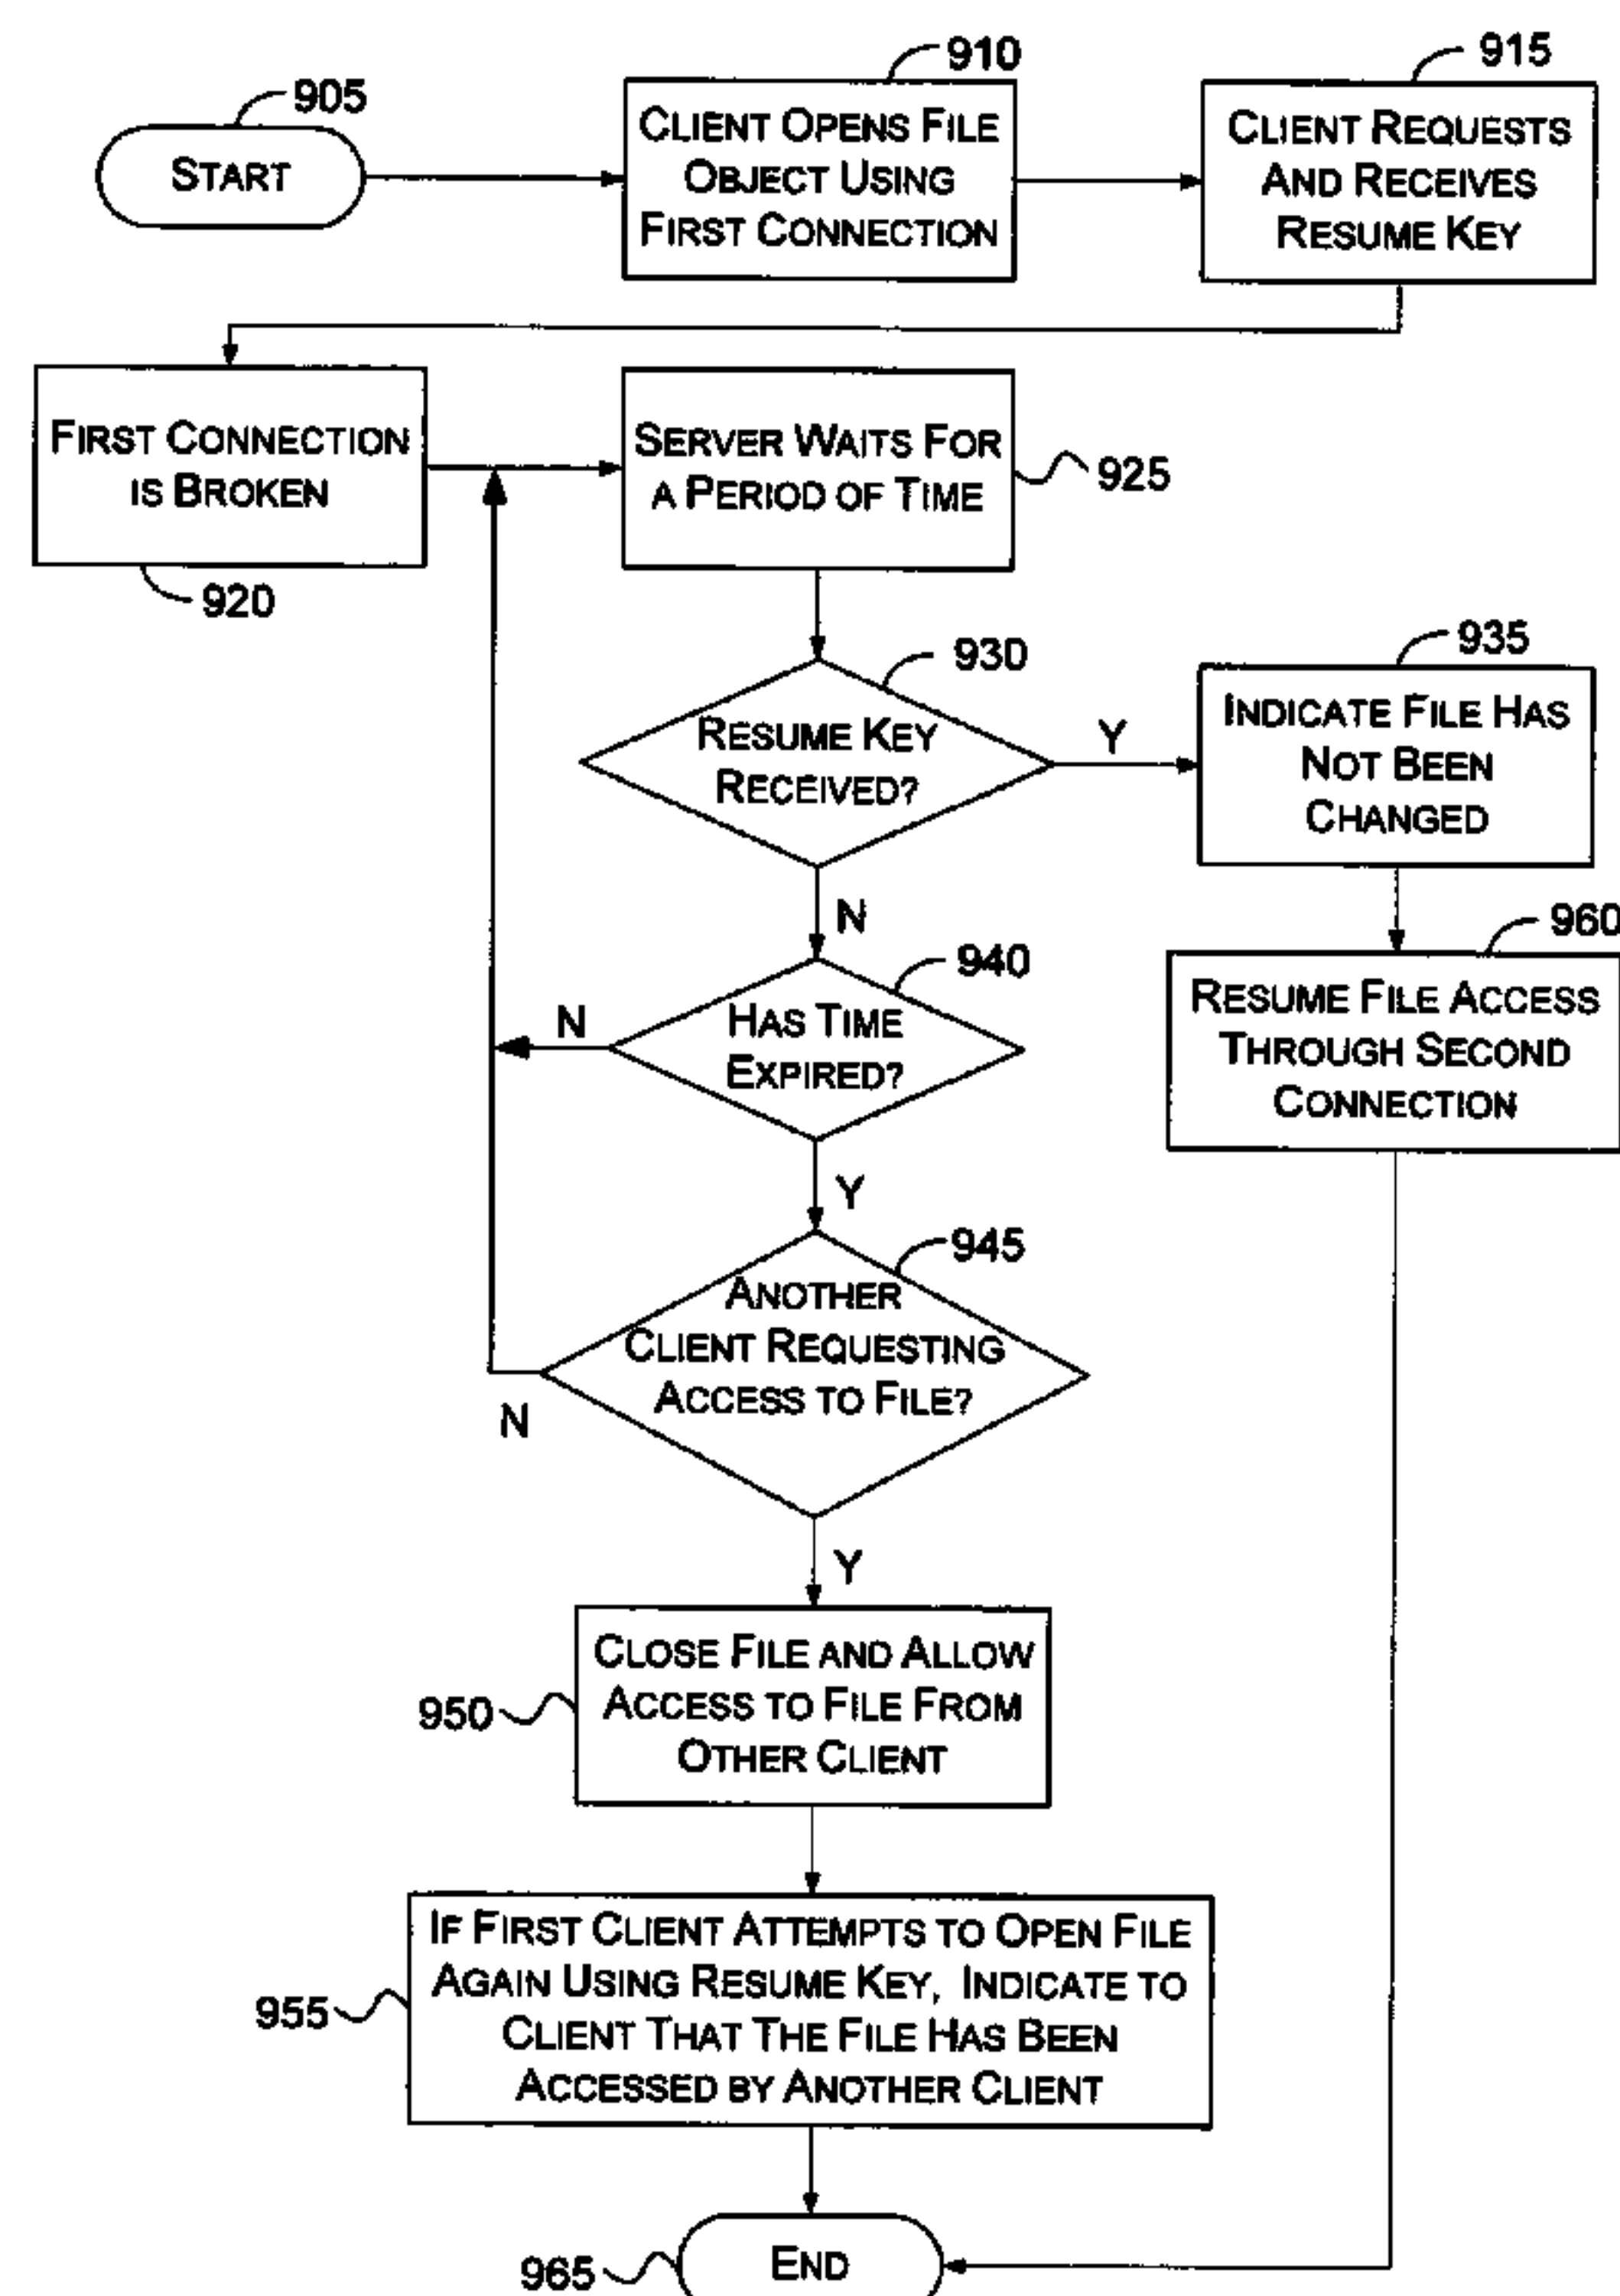 905
START
910
CLIENT OPENS FILE
OBJECT USING
FIRST CONNECTION
915
CLIENT REQUESTS
AND RECEIVES
RESUME KEY
FIRST CONNECTION
IS BROKEN
920
SERVER WAITS FOR
A PERIOD OF TIME
925
930
RESUME KEY
RECEIVED?
Y
N
935
INDICATE FILE HAS
NOT BEEN
CHANGED
960
RESUME FILE ACCESS
THROUGH SECOND
CONNECTION
940
HAS TIME
EXPIRED?
N
Y
945
ANOTHER
CLIENT REQUESTING
ACCESS TO FILE?
N
Y
950
CLOSE FILE AND ALLOW
ACCESS TO FILE FROM
OTHER CLIENT
955
IF FIRST CLIENT ATTEMPTS TO OPEN FILE
AGAIN USING RESUME KEY, INDICATE TO
CLIENT THAT THE FILE HAS BEEN
ACCESSED BY ANOTHER CLIENT
965
END